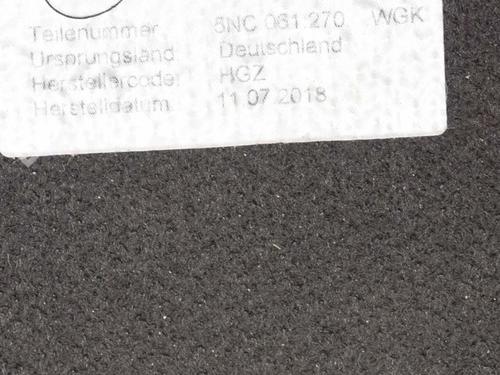 Teilenummer 5NC 061 270 WGK
Ursprungsland Deutschland
Herstellercode: HGZ
Herstelldatum 11 07 2018